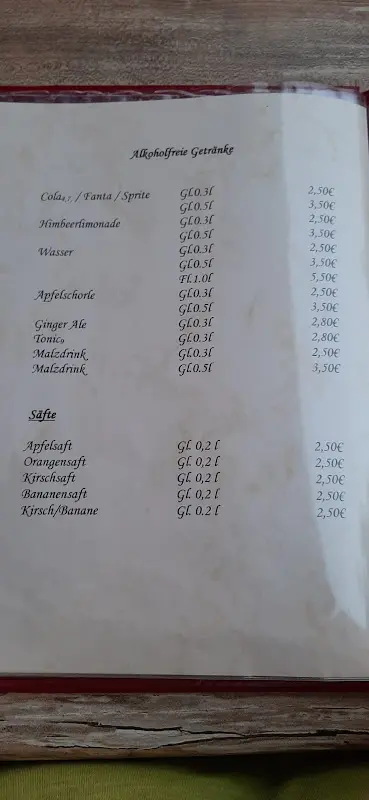 Alkoholfreie Getränke
Cola4,7, / Fanta / Sprite Gl.0.3l 2,50€
Gl.0.5l 3,50€
Himbeerlimonade Gl.0.3l 2,50€
Gl.0.5l 3,50€
Wasser Gl.0.3l 2,50€
Gl.0.5l 3,50€
Fl.1.0l 5,50€
Apfelschorle Gl.0.3l 2,50€
Gl.0.5l 3,50€
Ginger Ale Gl.0.3l 2,80€
Tonic9 Gl.0.3l 2,80€
Malzdrink Gl.0.3l 2,50€
Malzdrink Gl.0.5l 3,50€
Säfte
Apfelsaft Gl. 0,2 l 2,50€
Orangensaft Gl. 0,2 l 2,50€
Kirschsaft Gl. 0,2 l 2,50€
Bananensaft Gl. 0,2 l 2,50€
Kirsch/Banane Gl. 0.2 l 2,50€